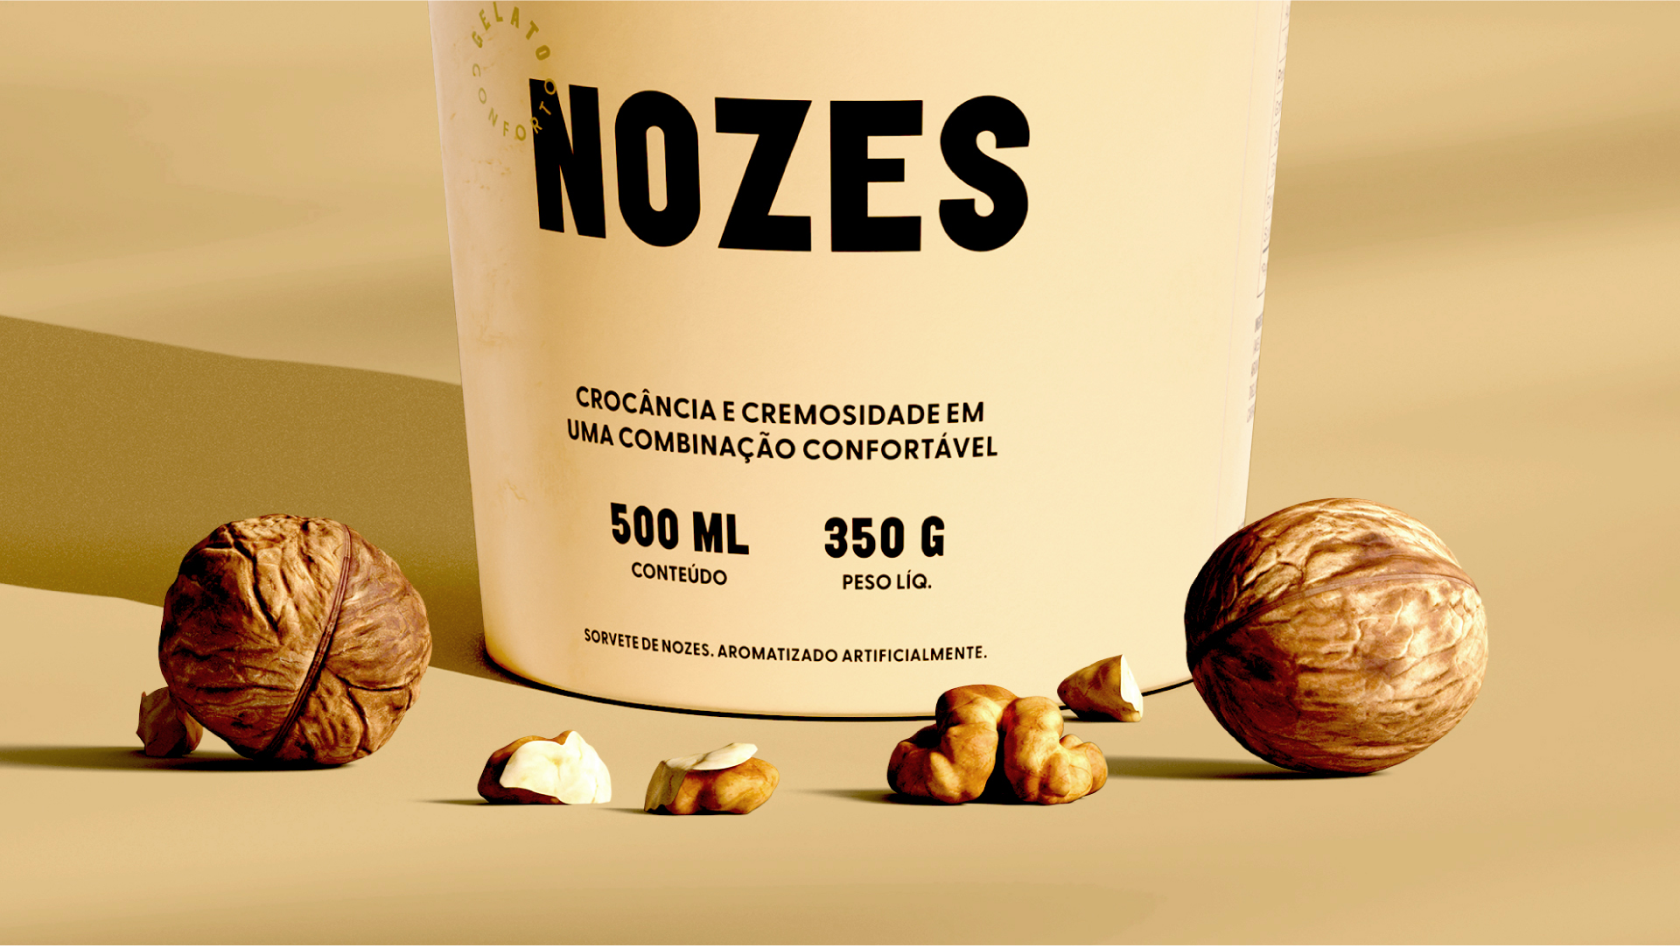 GELATO CONFORTO
NOZES
CROCÂNCIA E CREMOSIDADE EM
UMA COMBINAÇÃO CONFORTÁVEL
500 ML
350 G
CONTEÚDO
PESO LÍQ.
SORVETE DE NOZES. AROMATIZADO ARTIFICIALMENTE.